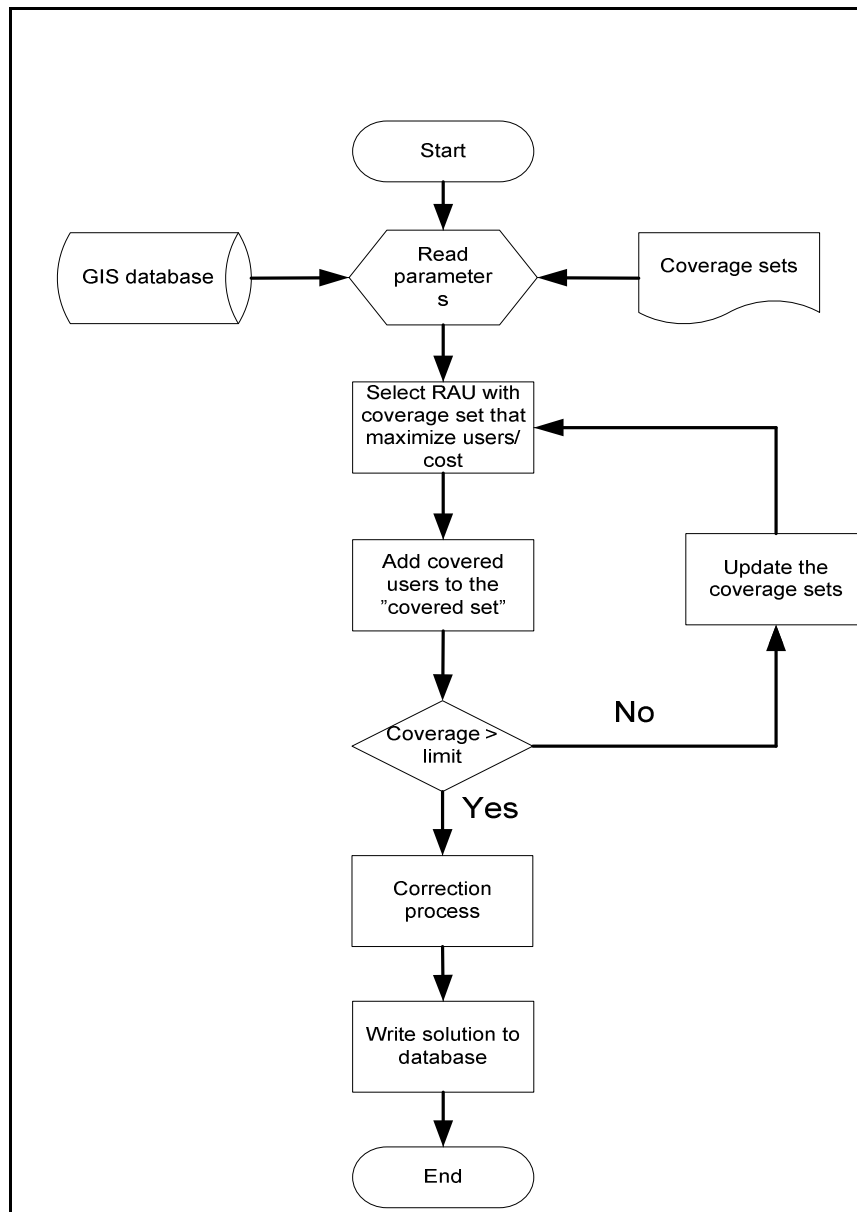 Start
GIS database
Read
parameter
s
Coverage sets
Select RAU with
coverage set that
maximize users/
cost
Add covered
users to the
”covered set”
Update the
coverage sets
Coverage >
limit
No
Yes
Correction
process
Write solution to
database
End